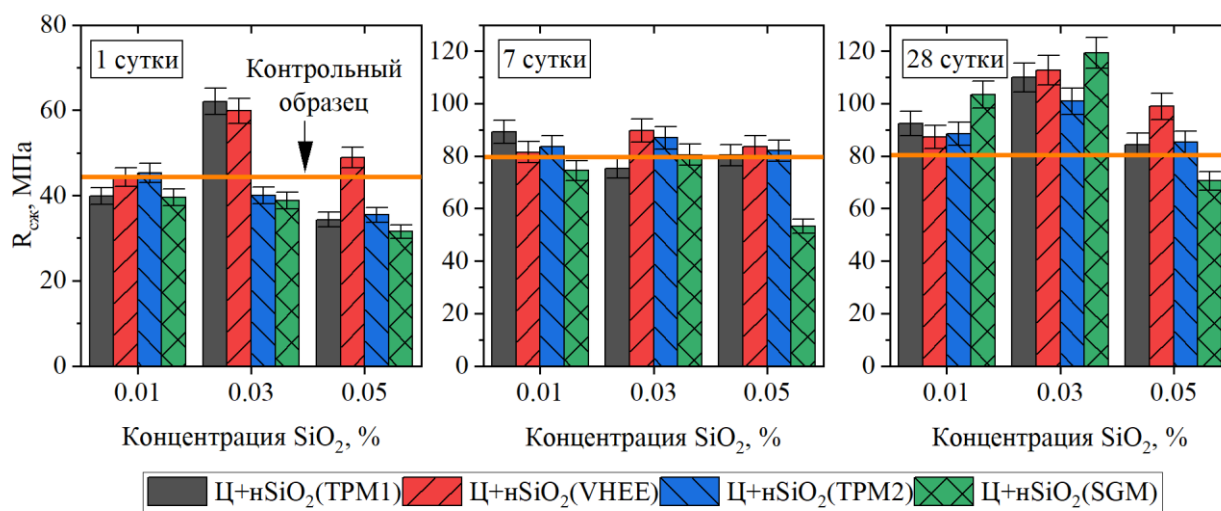 R_сж, МПа
80
60
40
20
0
1 сутки
Контрольный
образец
0.01 0.03 0.05
Концентрация SiO₂, %
120
100
80
60
40
20
0
7 сутки
0.01 0.03 0.05
Концентрация SiO₂, %
120
100
80
60
40
20
0
28 сутки
0.01 0.03 0.05
Концентрация SiO₂, %
Ц+нSiO₂(TPM1) Ц+нSiO₂(VHEE) Ц+нSiO₂(TPM2) Ц+нSiO₂(SGM)